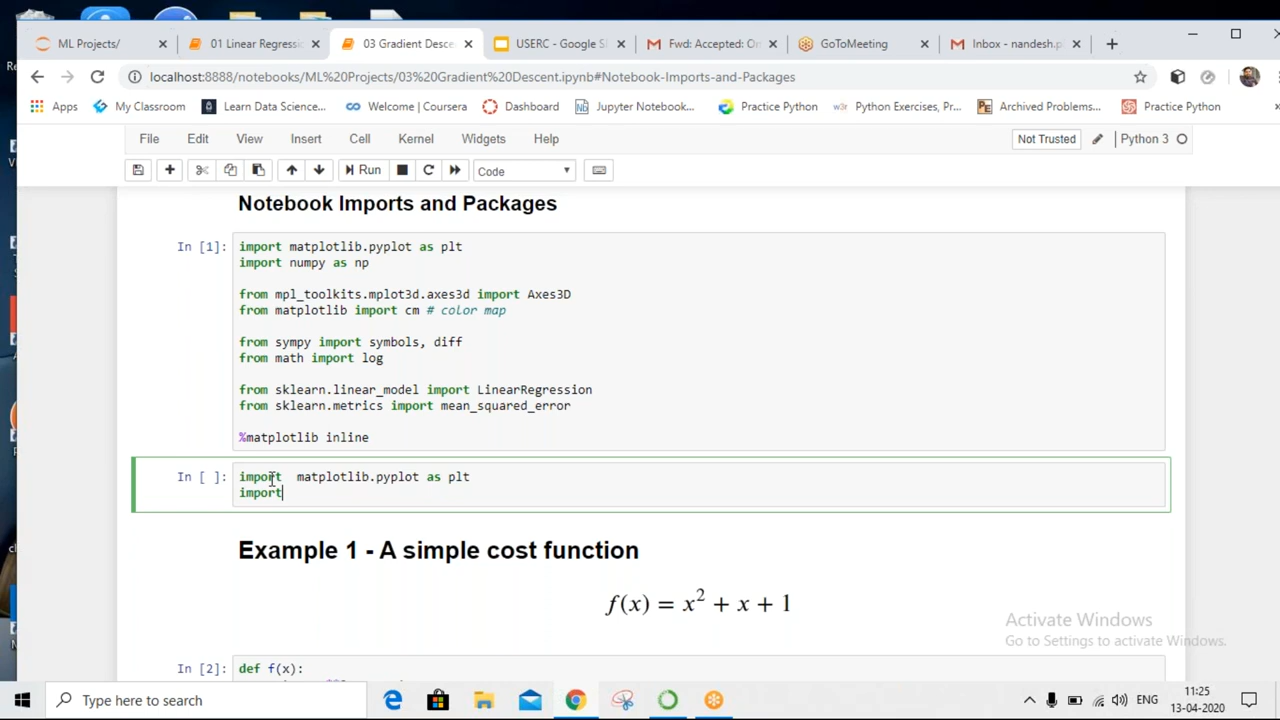 ML Projects/
01 Linear Regressi
03 Gradient Desce
USERC - Google Sl
Fwd: Accepted: On
GoToMeeting
Inbox - nandesh.p
localhost:8888/notebooks/ML%20Projects/03%20Gradient%20Descent.ipynb#Notebook-Imports-and-Packages
Apps
My Classroom
Learn Data Science...
Welcome | Coursera
Dashboard
Jupyter Notebook...
Practice Python
Python Exercises, Pr...
Archived Problems...
Practice Python
File Edit View Insert Cell Kernel Widgets Help
Not Trusted
Python 3
Run
Code
Notebook Imports and Packages
In [1]: import matplotlib.pyplot as plt
import numpy as np
from mpl_toolkits.mplot3d.axes3d import Axes3D
from matplotlib import cm # color map
from sympy import symbols, diff
from math import log
from sklearn.linear_model import LinearRegression
from sklearn.metrics import mean_squared_error
%matplotlib inline
In [ ]: import  matplotlib.pyplot as plt
import
Example 1 - A simple cost function
f(x) = x² + x + 1
Activate Windows
Go to Settings to activate Windows.
In [2]: def f(x):
Type here to search
ENG
11:25
13-04-2020